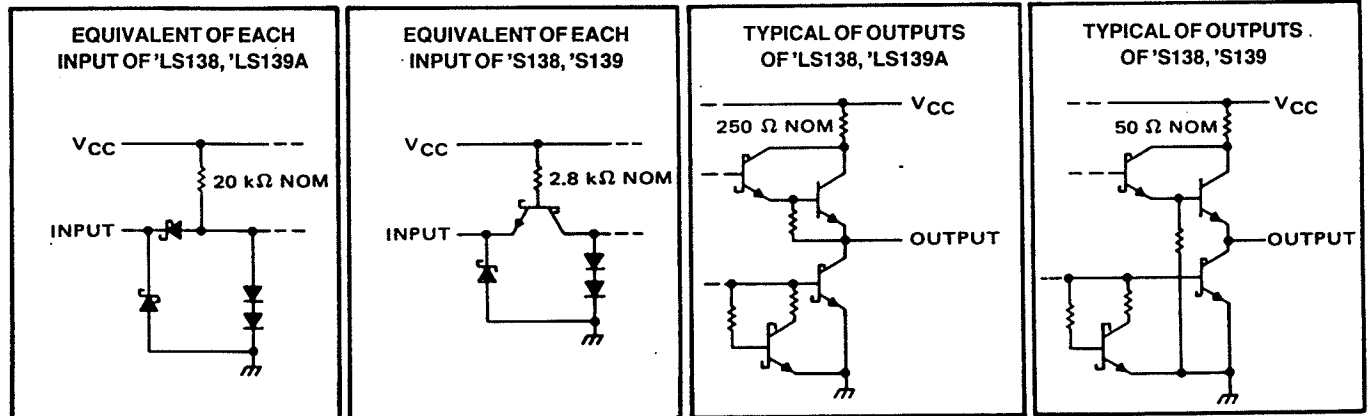 EQUIVALENT OF EACH
INPUT OF 'LS138, 'LS139A
VCC
20 kΩ NOM
INPUT
EQUIVALENT OF EACH
INPUT OF 'S138, 'S139
VCC
2.8 kΩ NOM
INPUT
TYPICAL OF OUTPUTS
OF 'LS138, 'LS139A
VCC
250 Ω NOM
OUTPUT
TYPICAL OF OUTPUTS
OF 'S138, 'S139
VCC
50 Ω NOM
OUTPUT